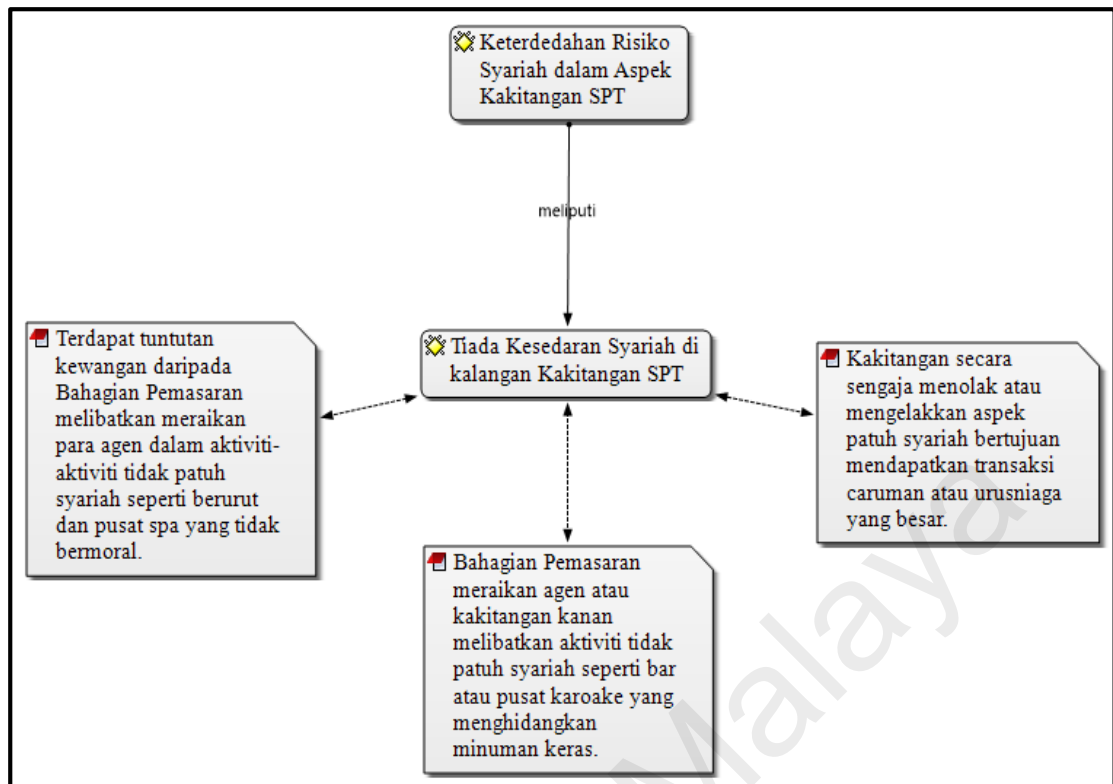 Keterdedahan Risiko
Syariah dalam Aspek
Kakitangan SPT
meliputi
Tiada Kesedaran Syariah di
kalangan Kakitangan SPT
Terdapat tuntutan
kewangan daripada
Bahagian Pemasaran
melibatkan meraikan
para agen dalam aktiviti-
aktiviti tidak patuh
syariah seperti berurut
dan pusat spa yang tidak
bermoral.
Bahagian Pemasaran
meraikan agen atau
kakitangan kanan
melibatkan aktiviti tidak
patuh syariah seperti bar
atau pusat karoake yang
menghidangkan
minuman keras.
Kakitangan secara
sengaja menolak atau
mengelakkan aspek
patuh syariah bertujuan
mendapatkan transaksi
caruman atau urusniaga
yang besar.
Malaya